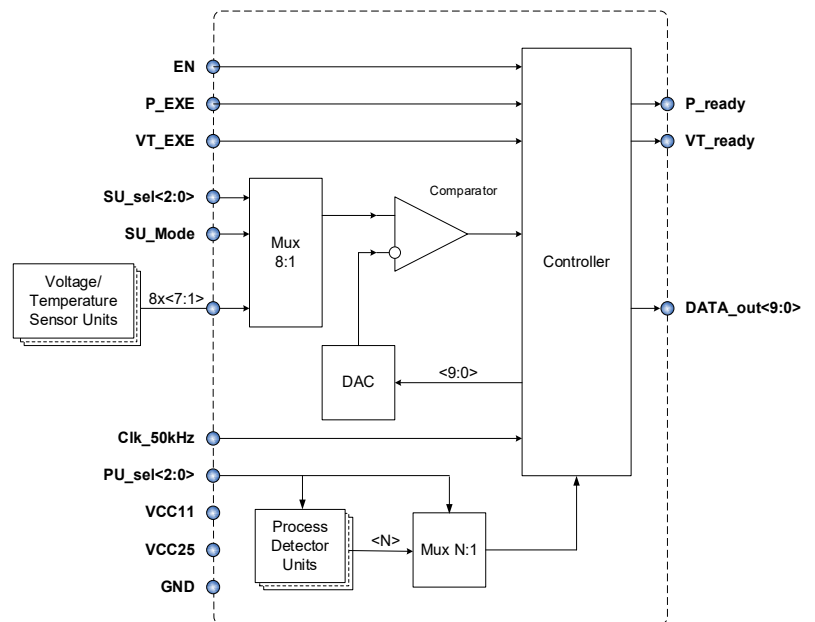 EN
P_EXE
P_ready
VT_EXE
VT_ready
SU_sel<2:0>
Comparator
SU_Mode
Mux
8:1
Controller
Voltage/
Temperature
Sensor Units
8x<7:1>
DATA_out<9:0>
DAC
<9:0>
Clk_50kHz
PU_sel<2:0>
VCC11
Process
Detector
Units
<N>
Mux N:1
VCC25
GND